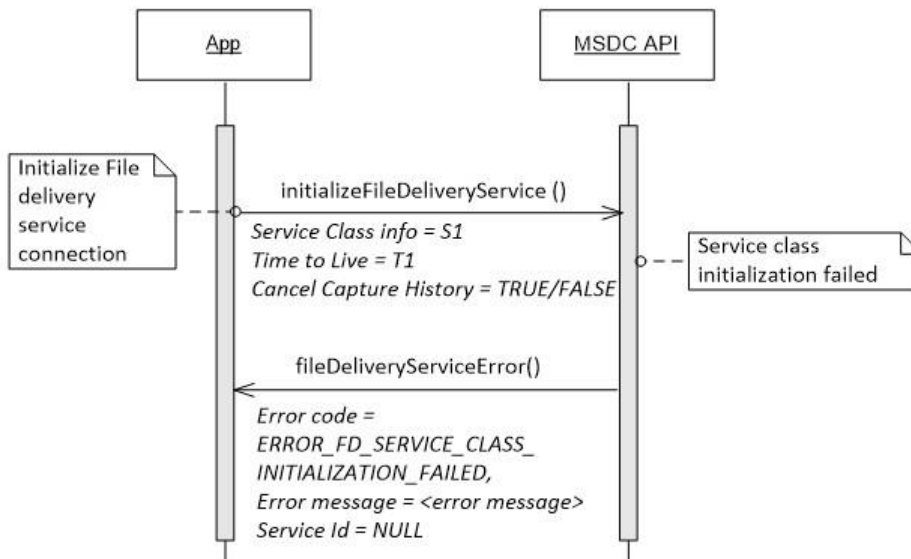 App
MSDC API
Initialize File
delivery
service
connection
initializeFileDeliveryService ()
Service Class info = S1
Time to Live = T1
Cancel Capture History = TRUE/FALSE
Service class
initialization failed
fileDeliveryServiceError()
Error code =
ERROR_FD_SERVICE_CLASS_
INITIALIZATION_FAILED,
Error message = <error message>
Service Id = NULL